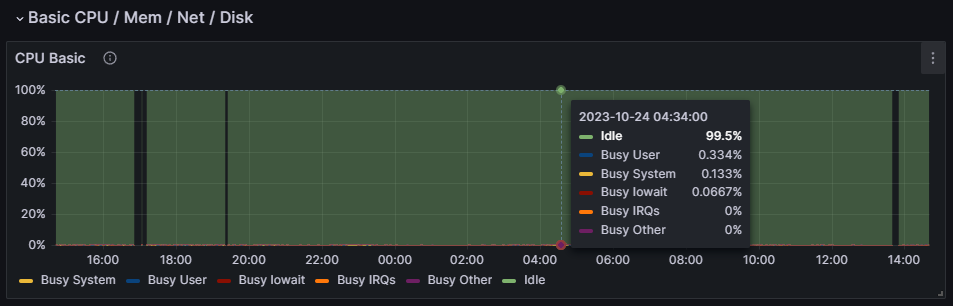 Basic CPU / Mem / Net / Disk
CPU Basic
100%
80%
60%
40%
20%
0%
2023-10-24 04:34:00
Idle 99.5%
Busy User 0.334%
Busy System 0.133%
Busy Iowait 0.0667%
Busy IRQs 0%
Busy Other 0%
16:00 18:00 20:00 22:00 00:00 02:00 04:00 06:00 08:00 10:00 12:00 14:00
Busy System Busy User Busy Iowait Busy IRQs Busy Other Idle